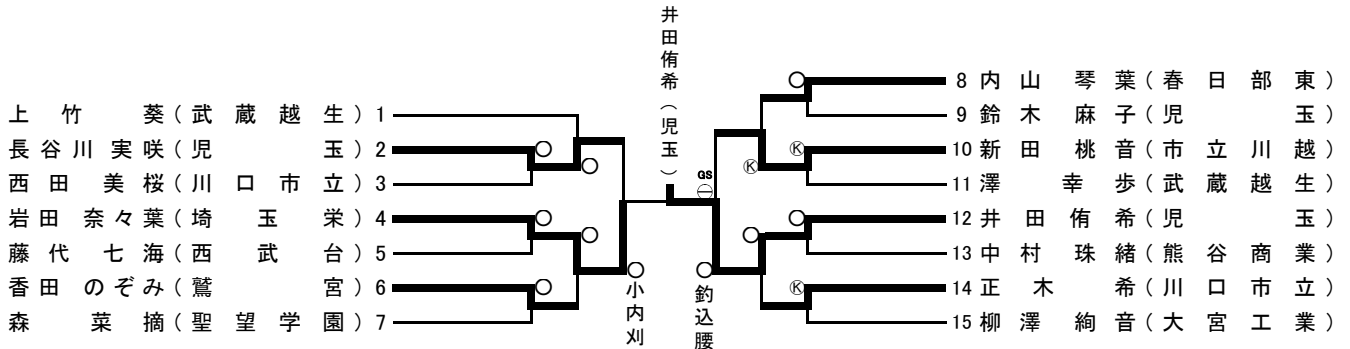 井田侑希(児玉)
上竹 葵(武蔵越生)1
長谷川実咲(児玉)2
西田美桜(川口市立)3
岩田奈々葉(埼玉栄)4
藤代七海(西武台)5
香田のぞみ(鷲宮)6
森 菜摘(聖望学園)7
小内刈
GS
釣込腰
Ⓚ
Ⓚ
Ⓚ
8 内山琴葉(春日部東)
9 鈴木麻子(児玉)
10 新田桃音(市立川越)
11 澤 幸歩(武蔵越生)
12 井田侑希(児玉)
13 中村珠緒(熊谷商業)
14 正木 希(川口市立)
15 柳澤絢音(大宮工業)